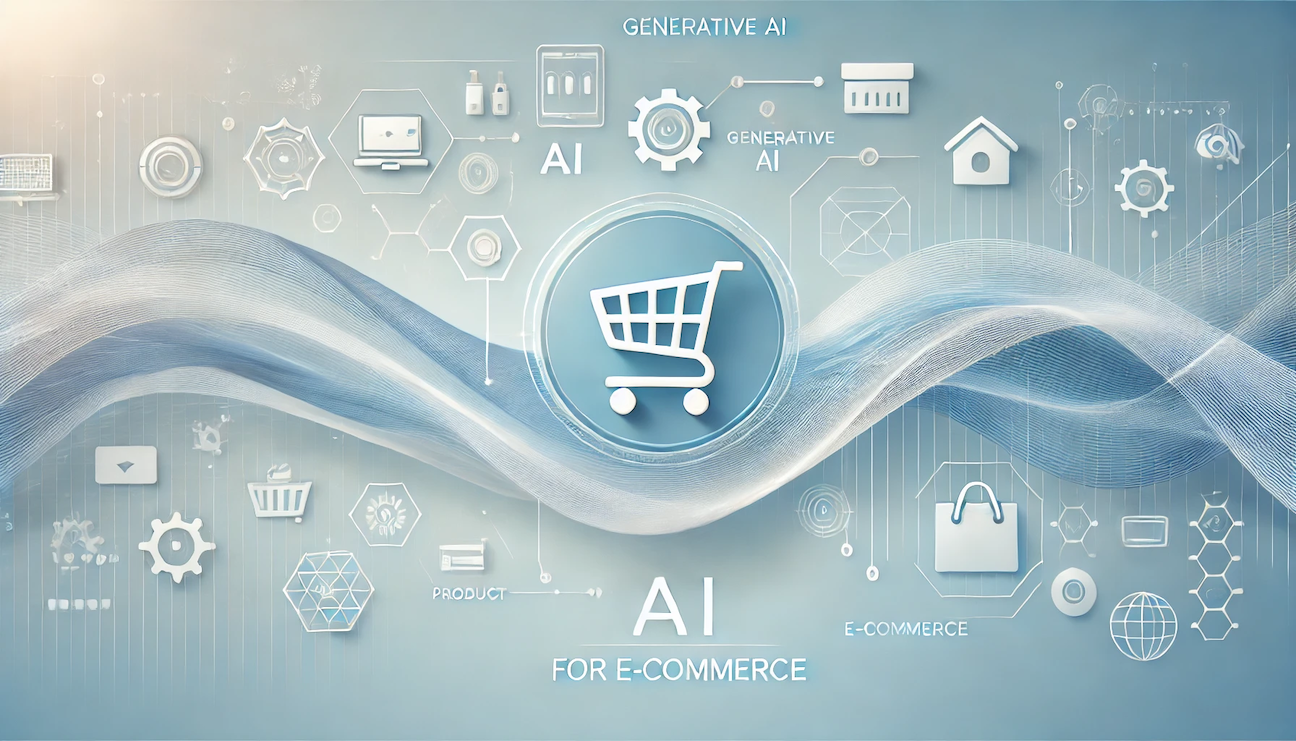 GENERATIVE AI
AI
GENERATIVE
AI
PRODUCT
AI
FOR E-COMMERCE
E-COMMERCE